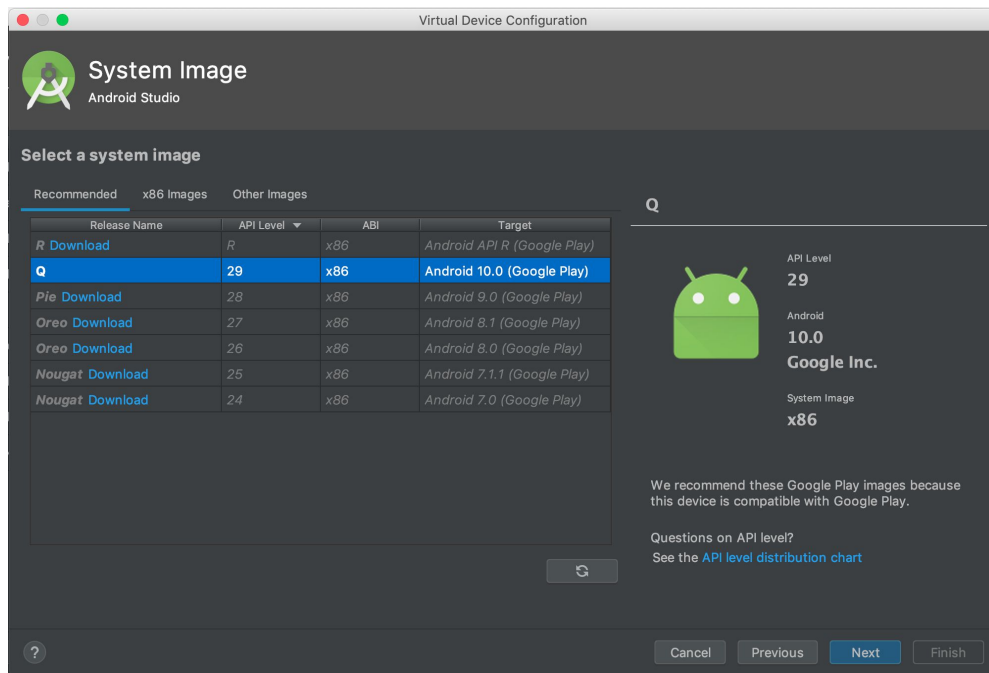 Virtual Device Configuration
System Image
Android Studio
Select a system image
Recommended x86 Images Other Images
Release Name API Level ABI Target
R Download R x86 Android API R (Google Play)
Q 29 x86 Android 10.0 (Google Play)
Pie Download 28 x86 Android 9.0 (Google Play)
Oreo Download 27 x86 Android 8.1 (Google Play)
Oreo Download 26 x86 Android 8.0 (Google Play)
Nougat Download 25 x86 Android 7.1.1 (Google Play)
Nougat Download 24 x86 Android 7.0 (Google Play)
Q
API Level
29
Android
10.0
Google Inc.
System Image
x86
We recommend these Google Play images because
this device is compatible with Google Play.
Questions on API level?
See the API level distribution chart
? Cancel Previous Next Finish